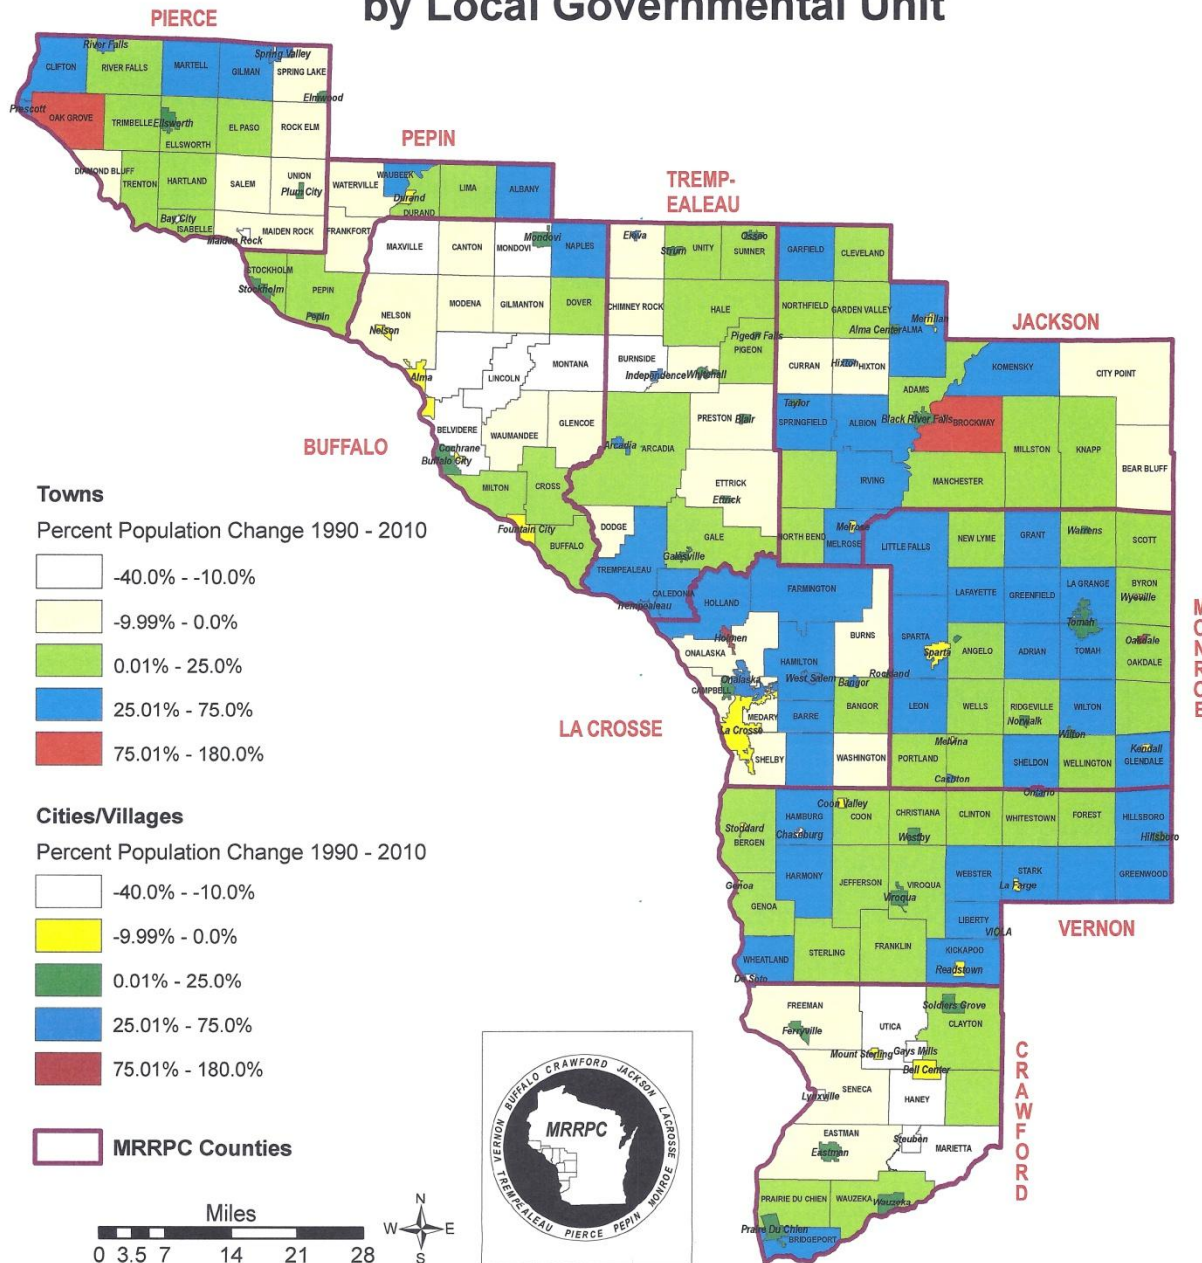 by Local Governmental Unit
PIERCE
River Falls
Spring Valley
CLIFTON
RIVER FALLS
MARTELL
GILMAN
SPRING LAKE
Elmwood
Prescott
OAK GROVE
TRIMBELLE
Ellsworth
ELLSWORTH
EL PASO
ROCK ELM
DIAMOND BLUFF
TRENTON
HARTLAND
SALEM
UNION
Plum City
Bay City
ISABELLE
Maiden Rock
MAIDEN ROCK
PEPIN
WATERVILLE
WAUBEEK
Durand
DURAND
LIMA
ALBANY
FRANKFORT
STOCKHOLM
Stockholm
PEPIN
Pepin
TREMP-
EALEAU
MAXVILLE
CANTON
MONDOVI
Mondovi
NAPLES
NELSON
Nelson
MODENA
GILMANTON
DOVER
Alma
LINCOLN
MONTANA
BELVIDERE
WAUMANDEE
GLENCOE
Cochrane
Buffalo City
MILTON
CROSS
Fountain City
BUFFALO
BUFFALO
Eleva
Strum
UNITY
Osseo
SUMNER
CHIMNEY ROCK
HALE
Pigeon Falls
PIGEON
BURNSIDE
Independence
Whitehall
PRESTON
Blair
Arcadia
ARCADIA
ETTRICK
Ettrick
DODGE
GALE
Galesville
TREMPEALEAU
CALEDONIA
Trempealeau
JACKSON
GARFIELD
CLEVELAND
NORTHFIELD
GARDEN VALLEY
Merrillan
Alma Center
ALMA
CURRAN
Hixton
HIXTON
KOMENSKY
CITY POINT
ADAMS
Taylor
SPRINGFIELD
ALBION
Black River Falls
BROCKWAY
MILLSTON
KNAPP
BEAR BLUFF
IRVING
MANCHESTER
NORTH BEND
Melrose
MELROSE
LITTLE FALLS
NEW LYME
GRANT
Warrens
SCOTT
LAFAYETTE
GREENFIELD
LA GRANGE
BYRON
Wyeville
Tomah
SPARTA
Sparta
ANGELO
ADRIAN
TOMAH
Oakdale
OAKDALE
Rockland
LEON
WELLS
RIDGEVILLE
Norwalk
WILTON
Wilton
PORTLAND
Melvina
Cashton
SHELDON
WELLINGTON
Kendall
GLENDALE
Ontario
MONROE
LA CROSSE
HOLLAND
FARMINGTON
Holmen
ONALASKA
BURNS
HAMILTON
Onalaska
West Salem
Bangor
CAMPBELL
BANGOR
MEDARY
BARRE
La Crosse
SHELBY
WASHINGTON
Stoddard
BERGEN
HAMBURG
Chaseburg
Coon Valley
COON
CHRISTIANA
Westby
CLINTON
WHITESTOWN
FOREST
HILLSBORO
Hillsboro
Genoa
GENOA
HARMONY
JEFFERSON
VIROQUA
Viroqua
WEBSTER
STARK
La Farge
GREENWOOD
LIBERTY
VIOLA
VERNON
WHEATLAND
De Soto
STERLING
FRANKLIN
KICKAPOO
Readstown
FREEMAN
Ferryville
UTICA
Soldiers Grove
CLAYTON
Mount Sterling
Gays Mills
Bell Center
SENECA
Lynxville
HANEY
EASTMAN
Eastman
Steuben
MARIETTA
PRAIRIE DU CHIEN
WAUZEKA
Wauzeka
Prairie Du Chien
BRIDGEPORT
CRAWFORD
Towns
Percent Population Change 1990 - 2010
-40.0% - -10.0%
-9.99% - 0.0%
0.01% - 25.0%
25.01% - 75.0%
75.01% - 180.0%
Cities/Villages
Percent Population Change 1990 - 2010
-40.0% - -10.0%
-9.99% - 0.0%
0.01% - 25.0%
25.01% - 75.0%
75.01% - 180.0%
MRRPC Counties
Miles
0 3.5 7 14 21 28
N
W E
S
VERNON BUFFALO CRAWFORD JACKSON LACROSSE
MRRPC
TREMPEALEAU PIERCE PEPIN MONROE